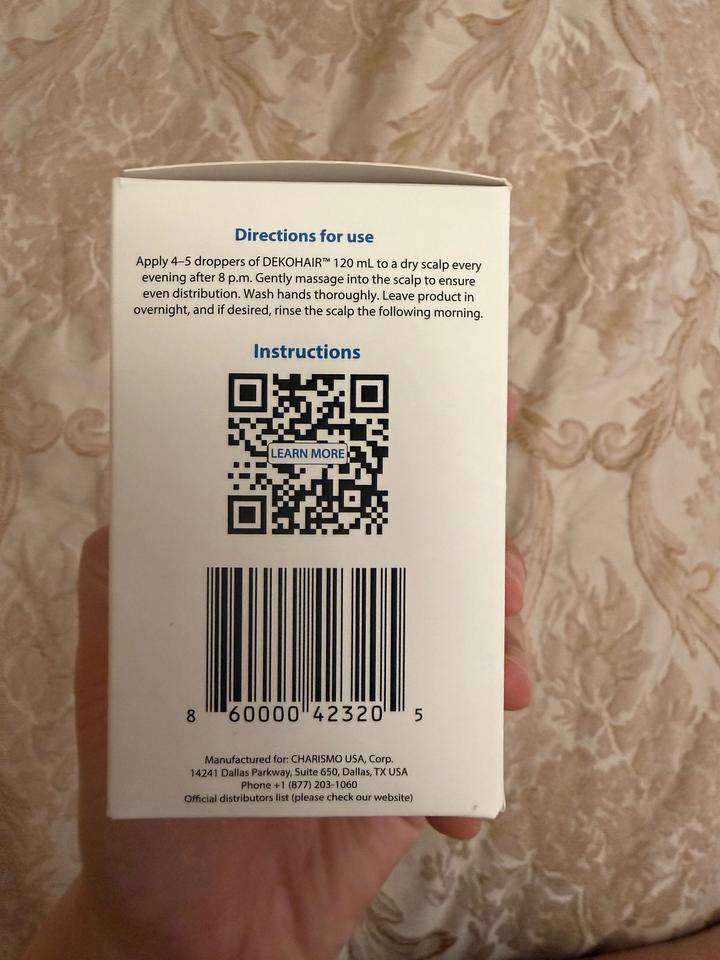 Directions for use
Apply 4–5 droppers of DEKOHAIR™ 120 mL to a dry scalp every
evening after 8 p.m. Gently massage into the scalp to ensure
even distribution. Wash hands thoroughly. Leave product in
overnight, and if desired, rinse the scalp the following morning.
Instructions
LEARN MORE
8 60000 42320 5
Manufactured for: CHARISMO USA, Corp.
14241 Dallas Parkway, Suite 650, Dallas, TX USA
Phone +1 (877) 203-1060
Official distributors list (please check our website)